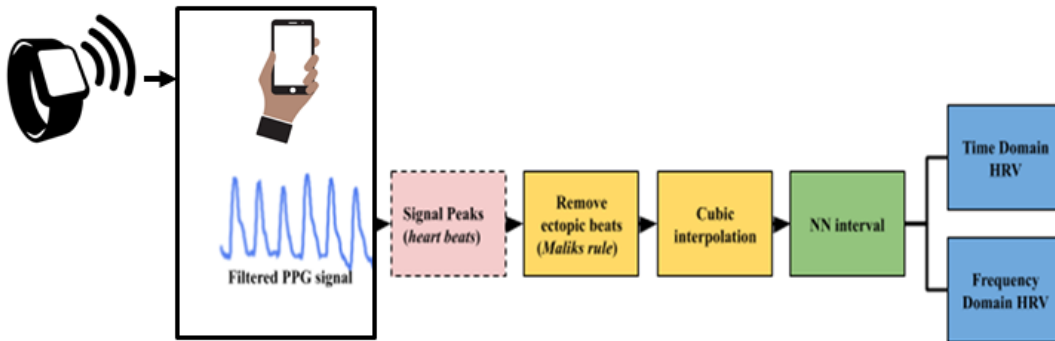 Filtered PPG signal
Signal Peaks
(heart beats)
Remove
ectopic beats
(Maliks rule)
Cubic
interpolation
NN interval
Time Domain
HRV
Frequency
Domain HRV